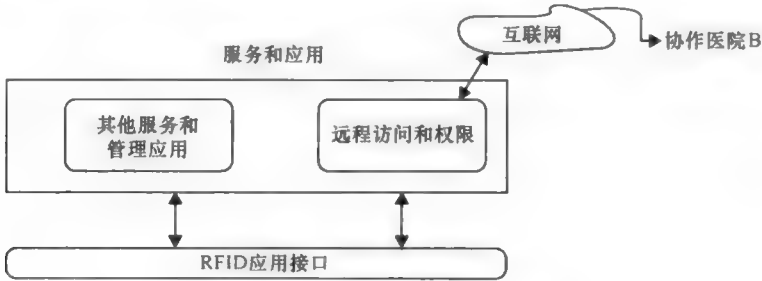 互联网
协作医院B
服务和应用
其他服务和
管理应用
远程访问和权限
RFID应用接口